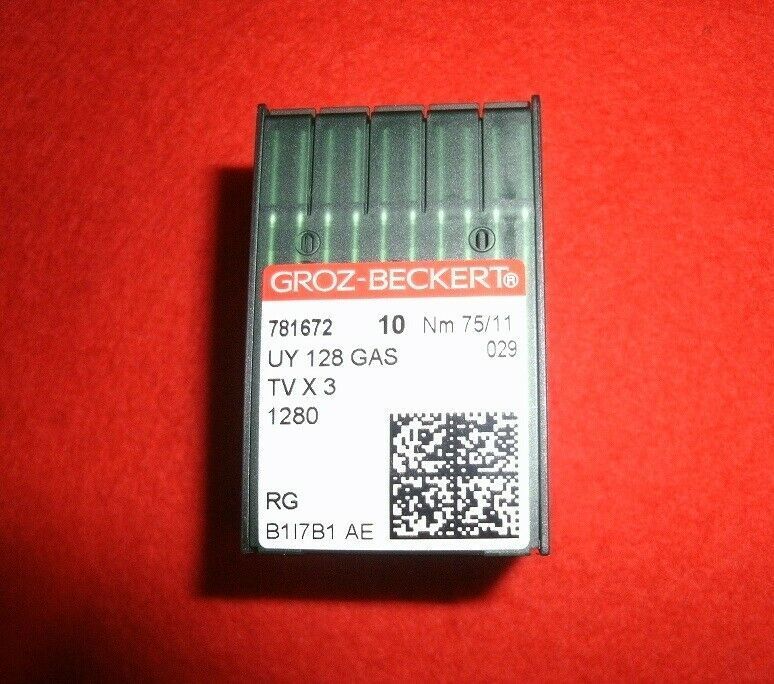 GROZ-BECKERT®
781672 10 Nm 75/11
UY 128 GAS 029
TV X 3
1280
RG
B1I7B1 AE